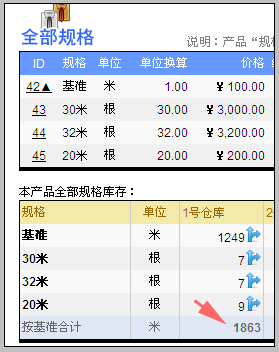 全部规格
说明：产品“规
ID 规格 单位 单位换算 价格
42▲ 基准 米 1.00 ¥ 100.00
43 30米 根 30.00 ¥ 3,000.00
44 32米 根 32.00 ¥ 3,200.00
45 20米 根 20.00 ¥ 200.00
本产品全部规格库存：
规格 单位 1号仓库 2
基准 米 1249
30米 根 7
32米 根 7
20米 根 9
按基准合计 米 1863